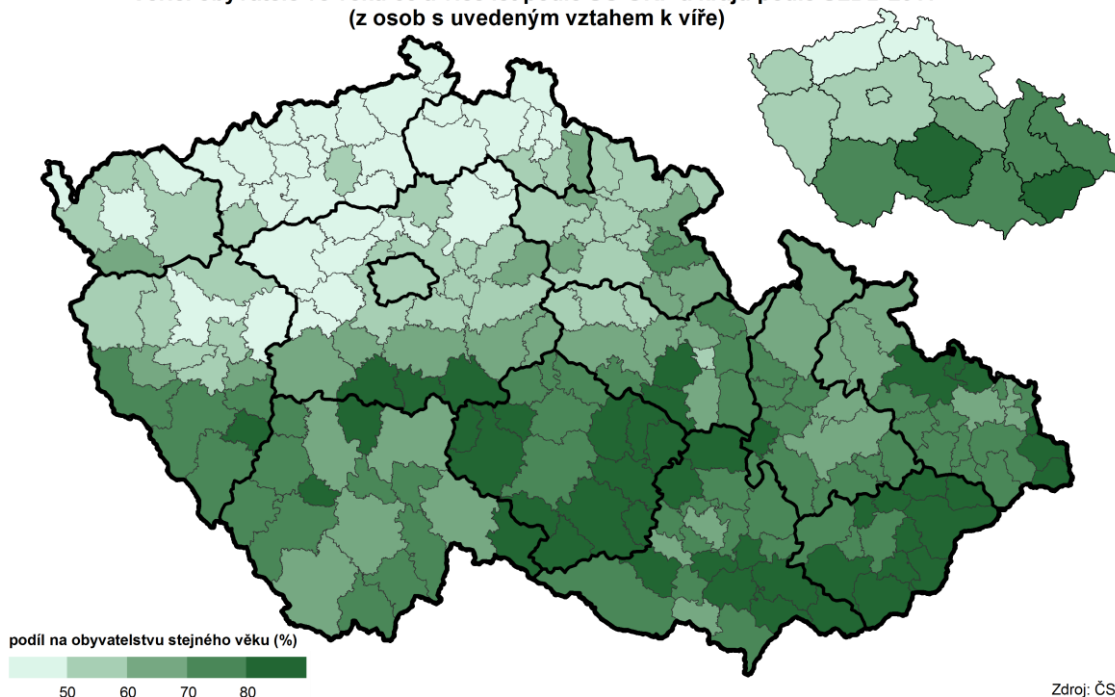 (z osob s uvedeným vztahem k víře)
podíl na obyvatelstvu stejného věku (%)
50 60 70 80
Zdroj: ČS